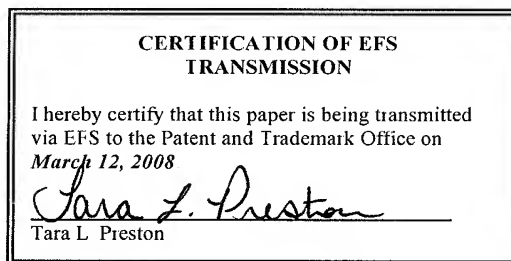 CERTIFICATION OF EFS
TRANSMISSION
I hereby certify that this paper is being transmitted
via EFS to the Patent and Trademark Office on
March 12, 2008
Tara L. Preston
Tara L Preston